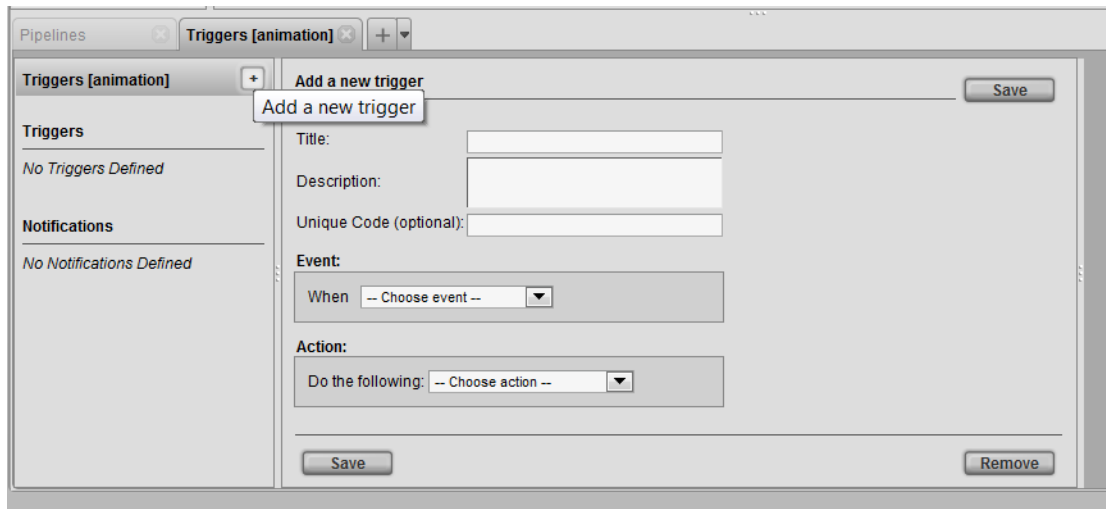 Pipelines
Triggers [animation]
Triggers [animation]
+
Add a new trigger
Triggers
No Triggers Defined
Notifications
No Notifications Defined
Add a new trigger
Save
Title:
Description:
Unique Code (optional):
Event:
When -- Choose event --
Action:
Do the following: -- Choose action --
Save
Remove